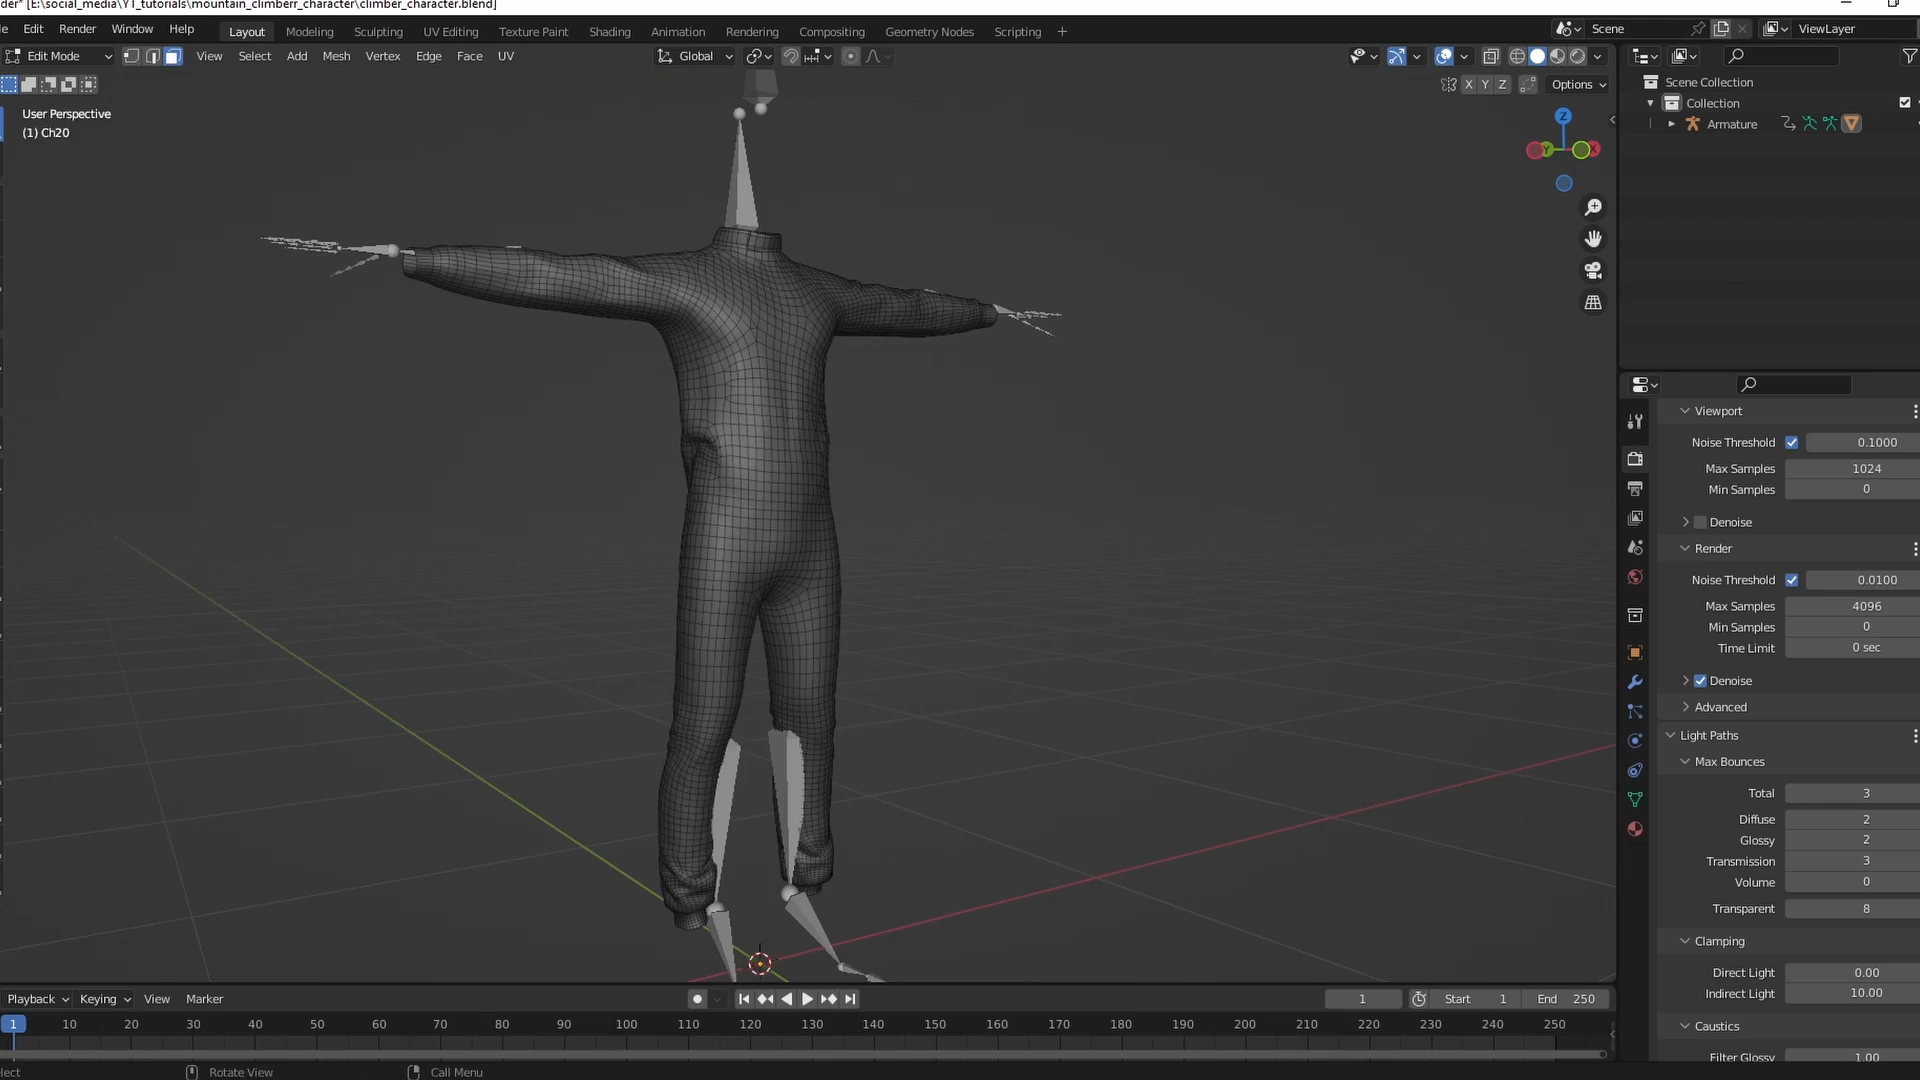 der* [E:\social_media\YT_tutorials\mountain_climberr_character\climber_character.blend]
Edit Render Window Help Layout Modeling Sculpting UV Editing Texture Paint Shading Animation Rendering Compositing Geometry Nodes Scripting + Scene ViewLayer
Edit Mode View Select Add Mesh Vertex Edge Face UV Global
X Y Z Options
User Perspective
(1) Ch20
Z
Y X
Scene Collection
Collection
Armature
Viewport
Noise Threshold 0.1000
Max Samples 1024
Min Samples 0
Denoise
Render
Noise Threshold 0.0100
Max Samples 4096
Min Samples 0
Time Limit 0 sec
Denoise
Advanced
Light Paths
Max Bounces
Total 3
Diffuse 2
Glossy 2
Transmission 3
Volume 0
Transparent 8
Clamping
Direct Light 0.00
Indirect Light 10.00
Caustics
Filter Glossy 1.00
Playback Keying View Marker 1 Start 1 End 250
1 10 20 30 40 50 60 70 80 90 100 110 120 130 140 150 160 170 180 190 200 210 220 230 240 250
lect Rotate View Call Menu